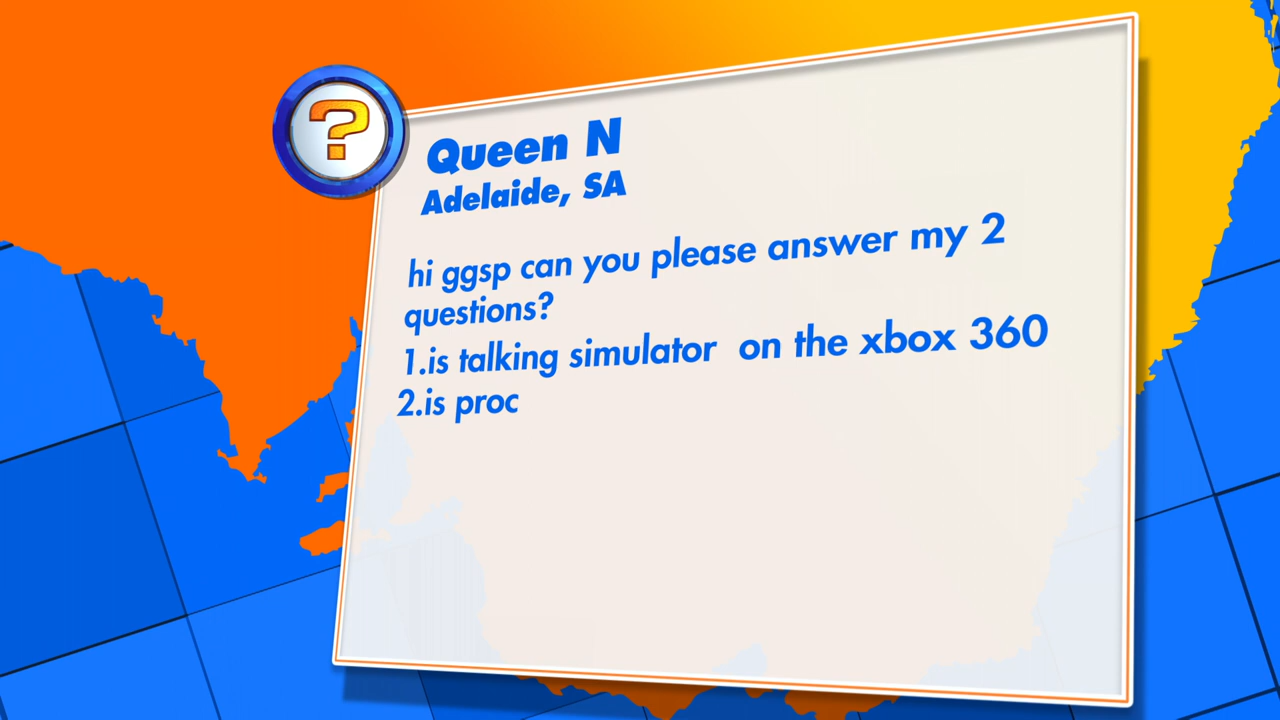 ?
Queen N
Adelaide, SA
hi ggsp can you please answer my 2
questions?
1.is talking simulator  on the xbox 360
2.is proc